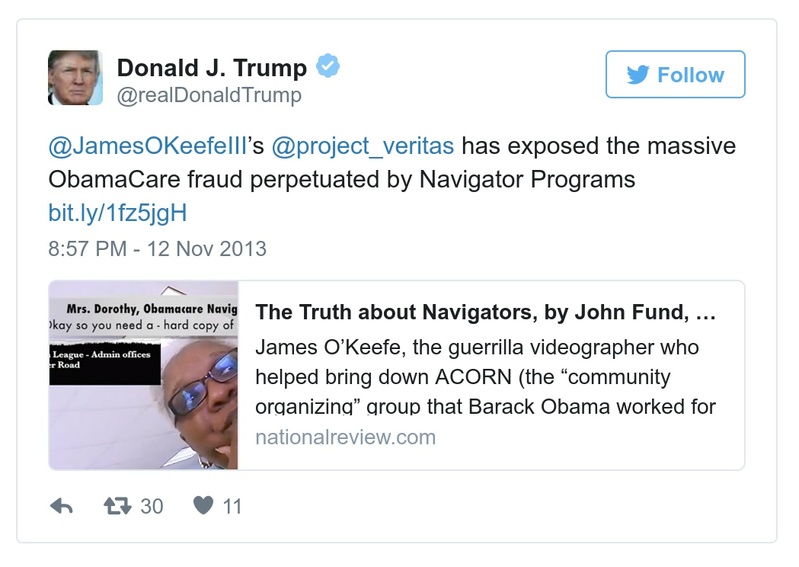 Donald J. Trump
@realDonaldTrump
Follow
@JamesOKeefeIII's @project_veritas has exposed the massive
ObamaCare fraud perpetuated by Navigator Programs
bit.ly/1fz5jgH
8:57 PM - 12 Nov 2013
Mrs. Dorothy, Obamacare Navig
Okay so you need a - hard copy of
League - Admin offices
er Road
The Truth about Navigators, by John Fund, ...
James O'Keefe, the guerrilla videographer who
helped bring down ACORN (the “community
organizing” group that Barack Obama worked for
nationalreview.com
30
11